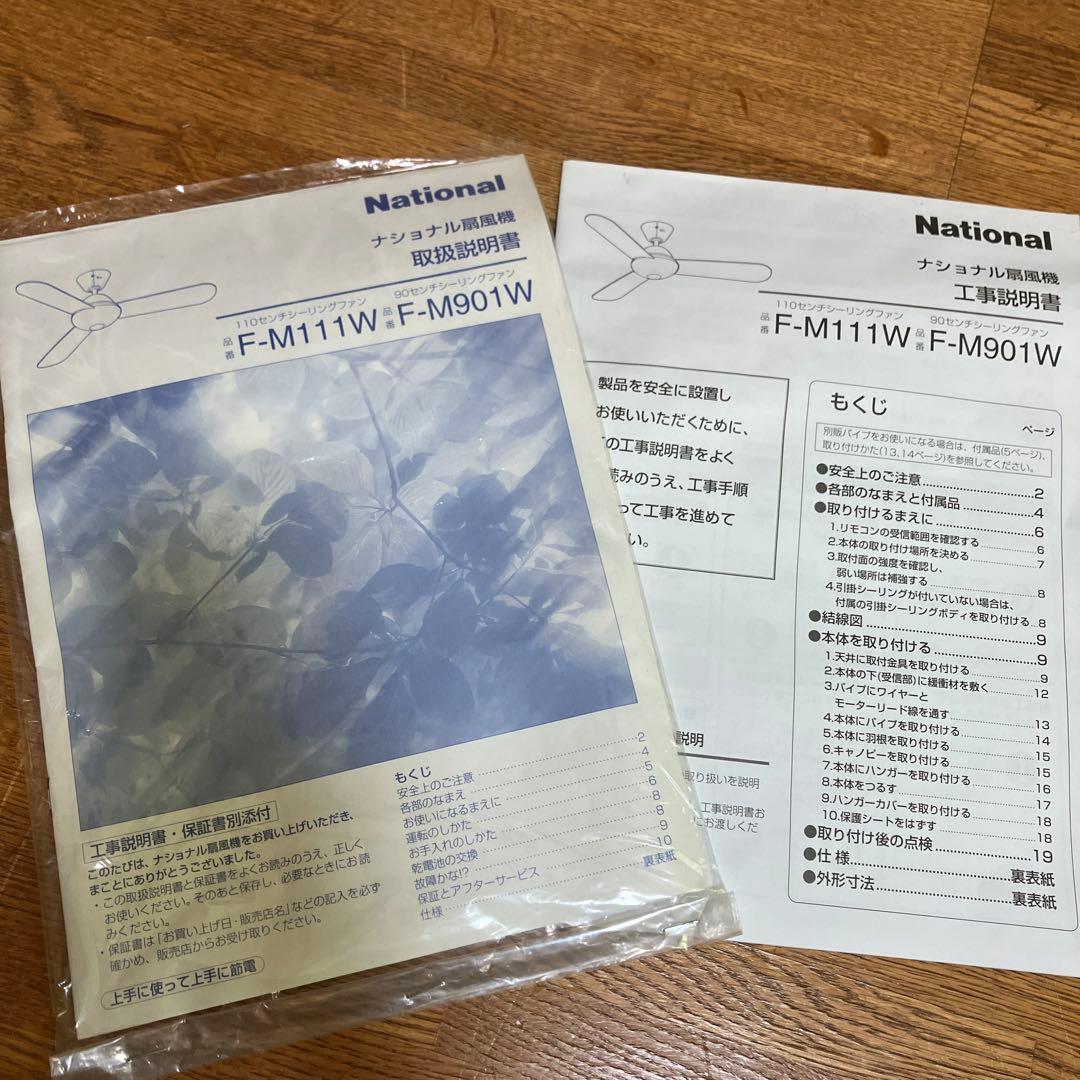 National
ナショナル扇風機
取扱説明書
110センチシーリングファン
品番 F-M111W
90センチシーリングファン
品番 F-M901W
工事説明書・保証書別添付
このたびは、ナショナル扇風機をお買い上げいただき、
まことにありがとうございました。
・この取扱説明書と保証書をよくお読みのうえ、正しく
お使いください。そのあと保存し、必要なときにお読
みください。
・保証書は「お買い上げ日・販売店名」などの記入を必ず
確かめ、販売店からお受け取りください。
上手に使って上手に節電
もくじ
安全上のご注意 2
各部のなまえ 4
お使いになるまえに 5
運転のしかた 6
お手入れのしかた 8
乾電池の交換 8
故障かな!? 9
保証とアフターサービス 10
仕様 裏表紙
National
ナショナル扇風機
工事説明書
110センチシーリングファン
品番 F-M111W
90センチシーリングファン
品番 F-M901W
製品を安全に設置し
お使いいただくために、
の工事説明書をよく
読みのうえ、工事手順
って工事を進めて
い。
説明
取り扱いを説明
工事説明書お
にお渡しくだ
もくじ
ページ
別販パイプをお使いになる場合は、付属品(5ページ)、
取り付けかた(13,14ページ)を参照してください。
●安全上のご注意 2
●各部のなまえと付属品 4
●取り付けるまえに 6
1.リモコンの受信範囲を確認する 6
2.本体の取り付け場所を決める 7
3.取付面の強度を確認し、
弱い場所は補強する 8
4.引掛シーリングが付いていない場合は、
付属の引掛シーリングボディを取り付ける 8
●結線図 9
●本体を取り付ける 9
1.天井に取付金具を取り付ける 9
2.本体の下(受信部)に緩衝材を敷く 12
3.パイプにワイヤーと
モーターリード線を通す 13
4.本体にパイプを取り付ける 14
5.本体に羽根を取り付ける 15
6.キャノピーを取り付ける 15
7.本体にハンガーを取り付ける 16
8.本体をつるす 17
9.ハンガーカバーを取り付ける 18
10.保護シートをはずす 18
●取り付け後の点検 19
●仕様 裏表紙
●外形寸法 裏表紙